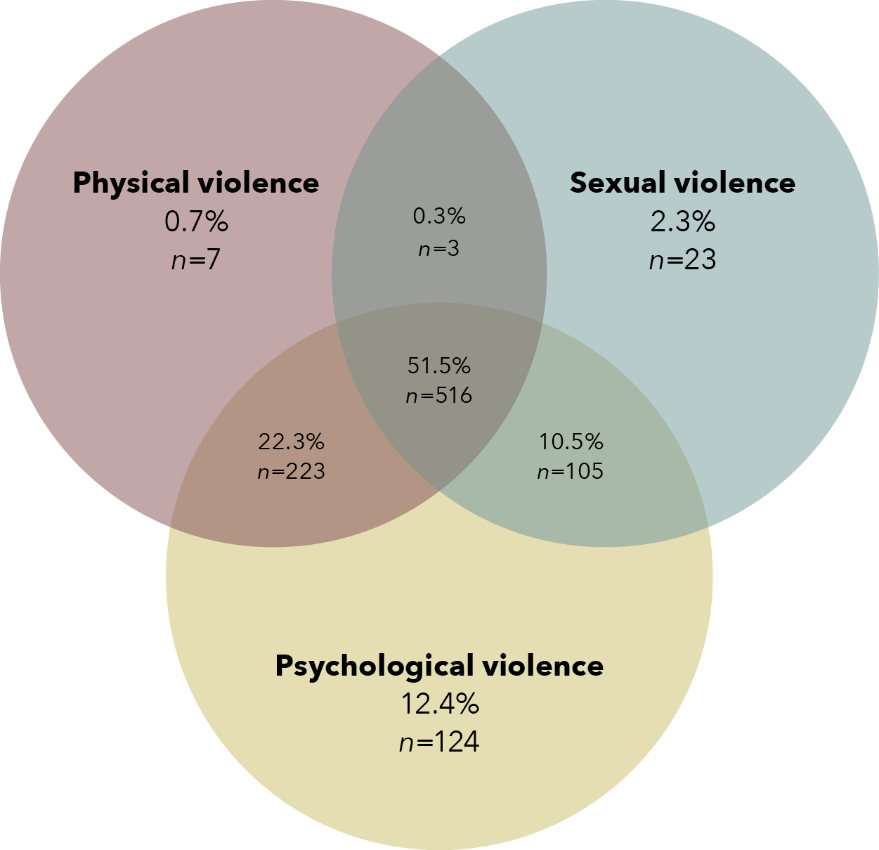 Physical violence
0.7%
n=7
Sexual violence
2.3%
n=23
0.3%
n=3
51.5%
n=516
22.3%
n=223
10.5%
n=105
Psychological violence
12.4%
n=124